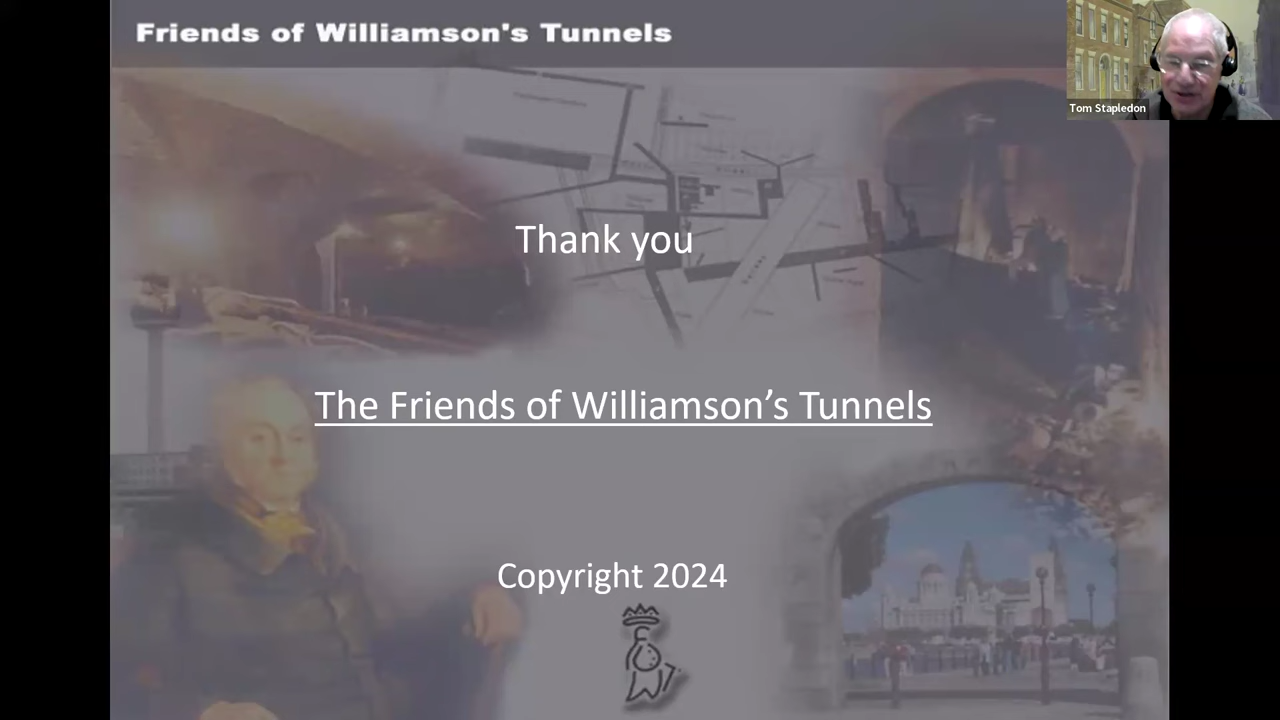 Friends of Williamson's Tunnels
Tom Stapledon
Thank you
The Friends of Williamson’s Tunnels
Copyright 2024